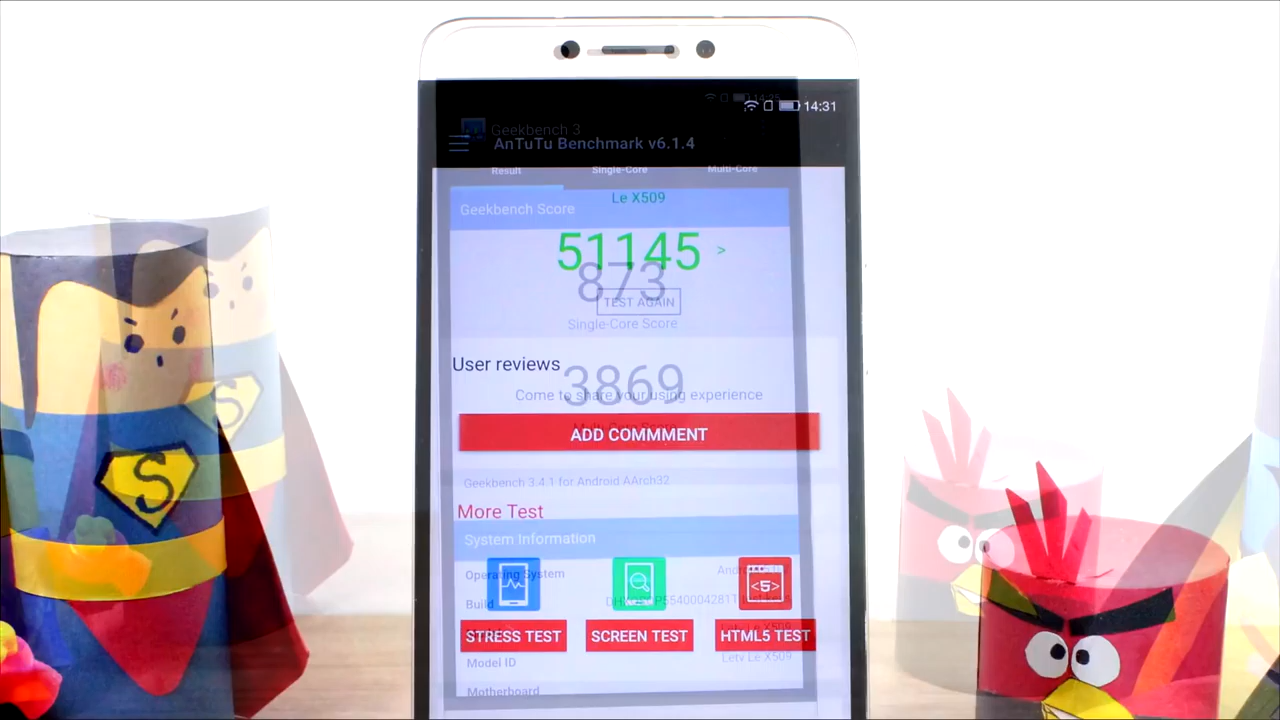 14:31
Geekbench 3
AnTuTu Benchmark v6.1.4
Result Single-Core Multi-Core
Le X509
Geekbench Score
51145 >
873
TEST AGAIN
Single-Core Score
User reviews
3869
Come to share your using experience
ADD COMMMENT
Geekbench 3.4.1 for Android AArch32
More Test
System Information
Operating System
Build
STRESS TEST SCREEN TEST HTML5 TEST
Model ID Letv Le X509
Motherboard
S
S